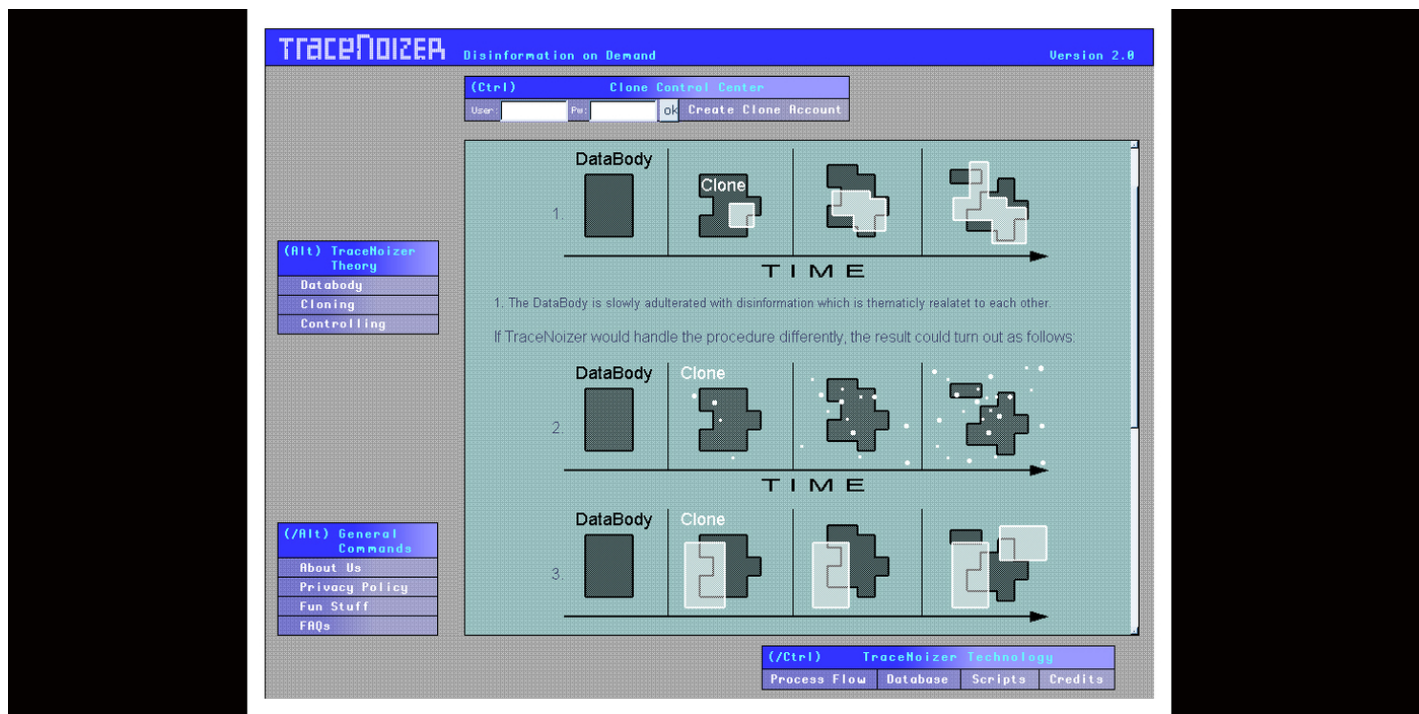 TraceNoizer Disinformation on Demand Version 2.0
(Ctrl) Clone Control Center
User: Pw: ok Create Clone Account
DataBody
Clone
1.
TIME
1. The DataBody is slowly adulterated with disinformation which is thematicly realatet to each other.
If TraceNoizer would handle the procedure differently, the result could turn out as follows:
DataBody Clone
2.
TIME
DataBody Clone
3.
(Alt) TraceNoizer
Theory
Databody
Cloning
Controlling
(/Alt) General
Commands
About Us
Privacy Policy
Fun Stuff
FAQs
(/Ctrl) TraceNoizer Technology
Process Flow Database Scripts Credits